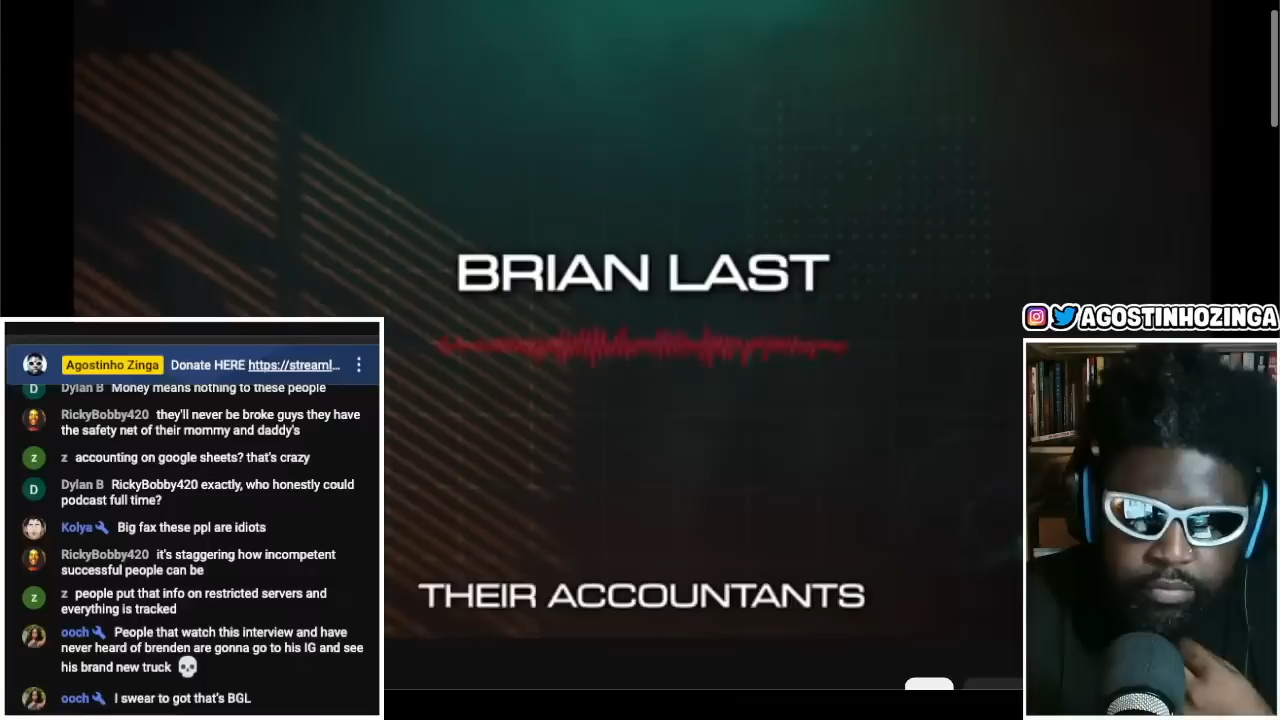 BRIAN LAST
THEIR ACCOUNTANTS
AGOSTINHOZINGA
Agostinho Zinga Donate HERE https://streaml...
D Dylan B Money means nothing to these people
RickyBobby420 they'll never be broke guys they have
the safety net of their mommy and daddy's
z z accounting on google sheets? that's crazy
D Dylan B RickyBobby420 exactly, who honestly could
podcast full time?
Kolya Big fax these ppl are idiots
RickyBobby420 it's staggering how incompetent
successful people can be
z z people put that info on restricted servers and
everything is tracked
ooch People that watch this interview and have
never heard of brenden are gonna go to his IG and see
his brand new truck 💀
ooch I swear to got that's BGL